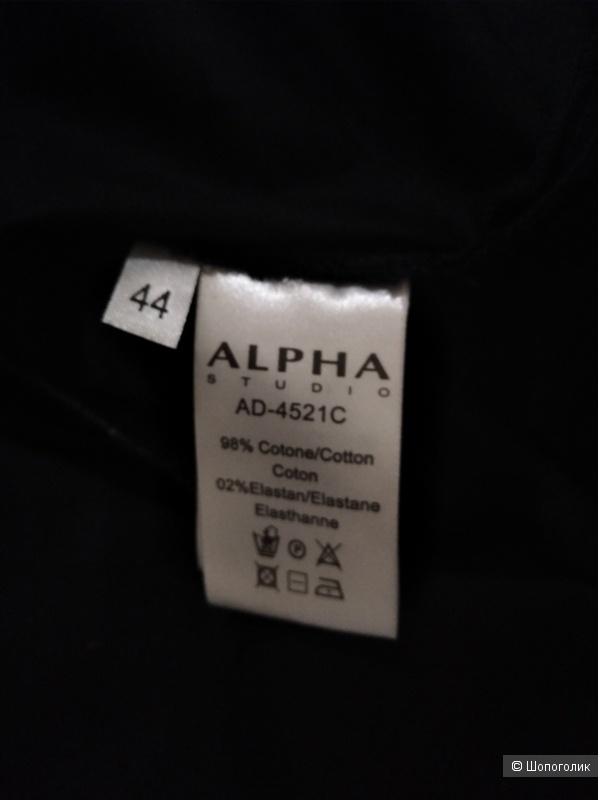 44
ALPHA
STUDIO
AD-4521C
98% Cotone/Cotton
Coton
02%Elastan/Elastane
Elasthanne
P
© Шопоголик